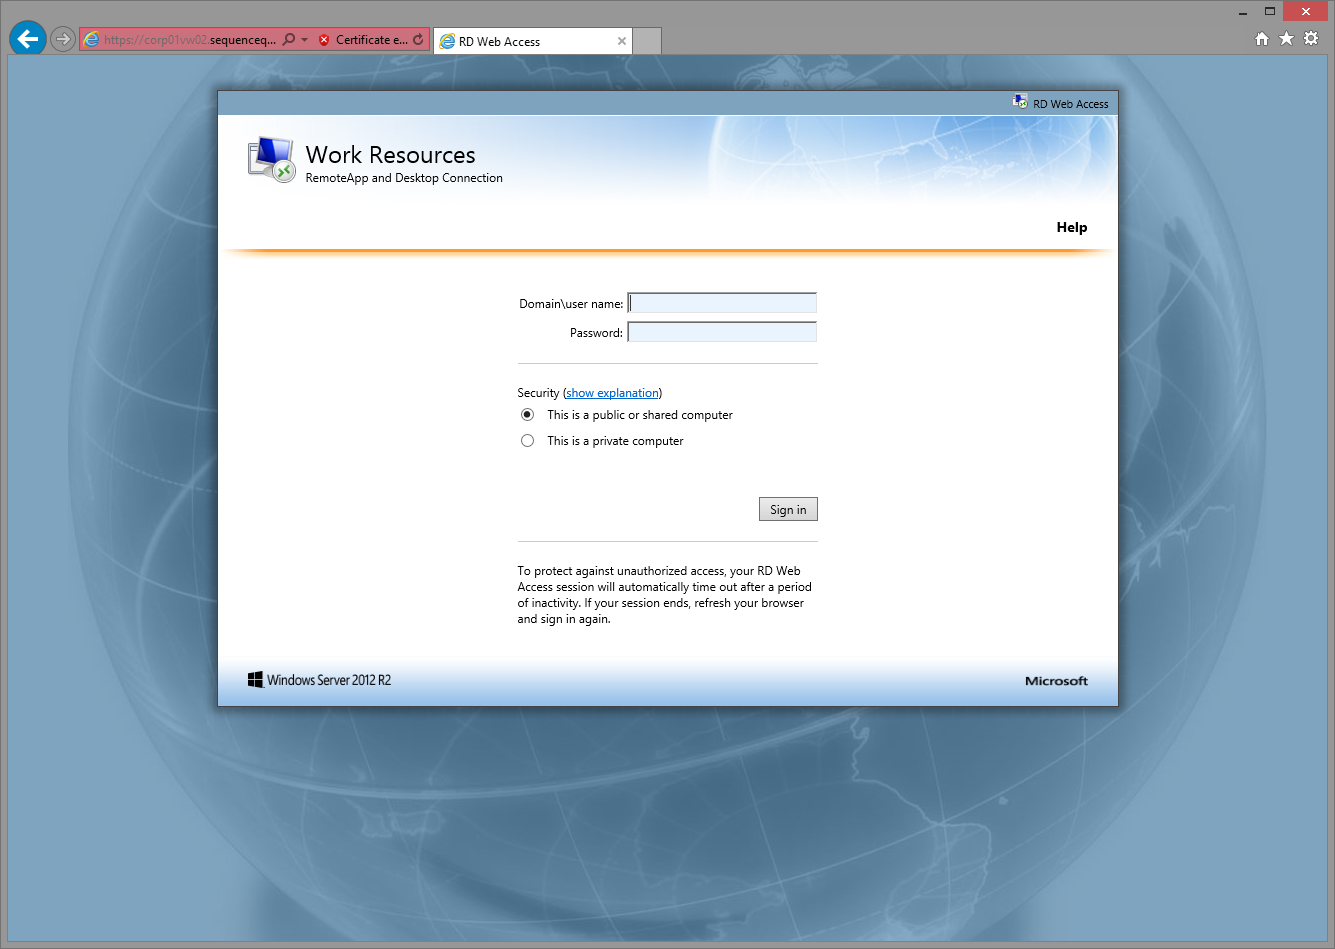 https://corp01vw02.sequenceq...
Certificate e...
RD Web Access
RD Web Access
Work Resources
RemoteApp and Desktop Connection
Help
Domain\user name:
Password:
Security (show explanation)
This is a public or shared computer
This is a private computer
Sign in
To protect against unauthorized access, your RD Web
Access session will automatically time out after a period
of inactivity. If your session ends, refresh your browser
and sign in again.
Windows Server 2012 R2
Microsoft